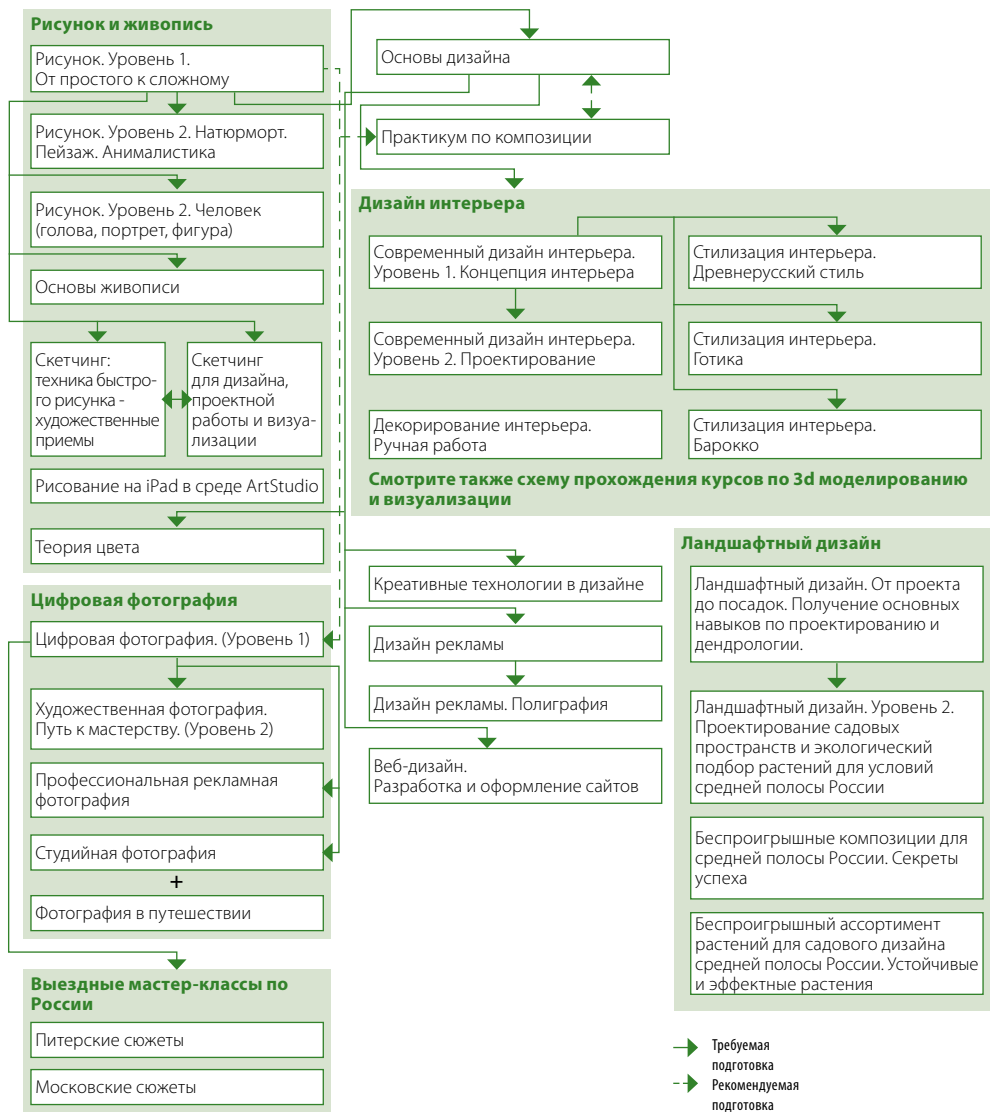 Рисунок и живопись
Рисунок. Уровень 1.
От простого к сложному
Рисунок. Уровень 2. Натюрморт.
Пейзаж. Анималистика
Рисунок. Уровень 2. Человек
(голова, портрет, фигура)
Основы живописи
Скетчинг:
техника быстро-
го рисунка -
художественные
приемы
Скетчинг
для дизайна,
проектной
работы и визуа-
лизации
Рисование на iPad в среде ArtStudio
Теория цвета
Цифровая фотография
Цифровая фотография. (Уровень 1)
Художественная фотография.
Путь к мастерству. (Уровень 2)
Профессиональная рекламная
фотография
Студийная фотография
+
Фотография в путешествии
Выездные мастер-классы по
России
Питерские сюжеты
Московские сюжеты
Основы дизайна
Практикум по композиции
Дизайн интерьера
Современный дизайн интерьера.
Уровень 1. Концепция интерьера
Современный дизайн интерьера.
Уровень 2. Проектирование
Декорирование интерьера.
Ручная работа
Стилизация интерьера.
Древнерусский стиль
Стилизация интерьера.
Готика
Стилизация интерьера.
Барокко
Смотрите также схему прохождения курсов по 3d моделированию
и визуализации
Креативные технологии в дизайне
Дизайн рекламы
Дизайн рекламы. Полиграфия
Веб-дизайн.
Разработка и оформление сайтов
Ландшафтный дизайн
Ландшафтный дизайн. От проекта
до посадок. Получение основных
навыков по проектированию и
дендрологии.
Ландшафтный дизайн. Уровень 2.
Проектирование садовых
пространств и экологический
подбор растений для условий
средней полосы России
Беспроигрышные композиции для
средней полосы России. Секреты
успеха
Беспроигрышный ассортимент
растений для садового дизайна
средней полосы России. Устойчивые
и эффектные растения
Требуемая
подготовка
Рекомендуемая
подготовка